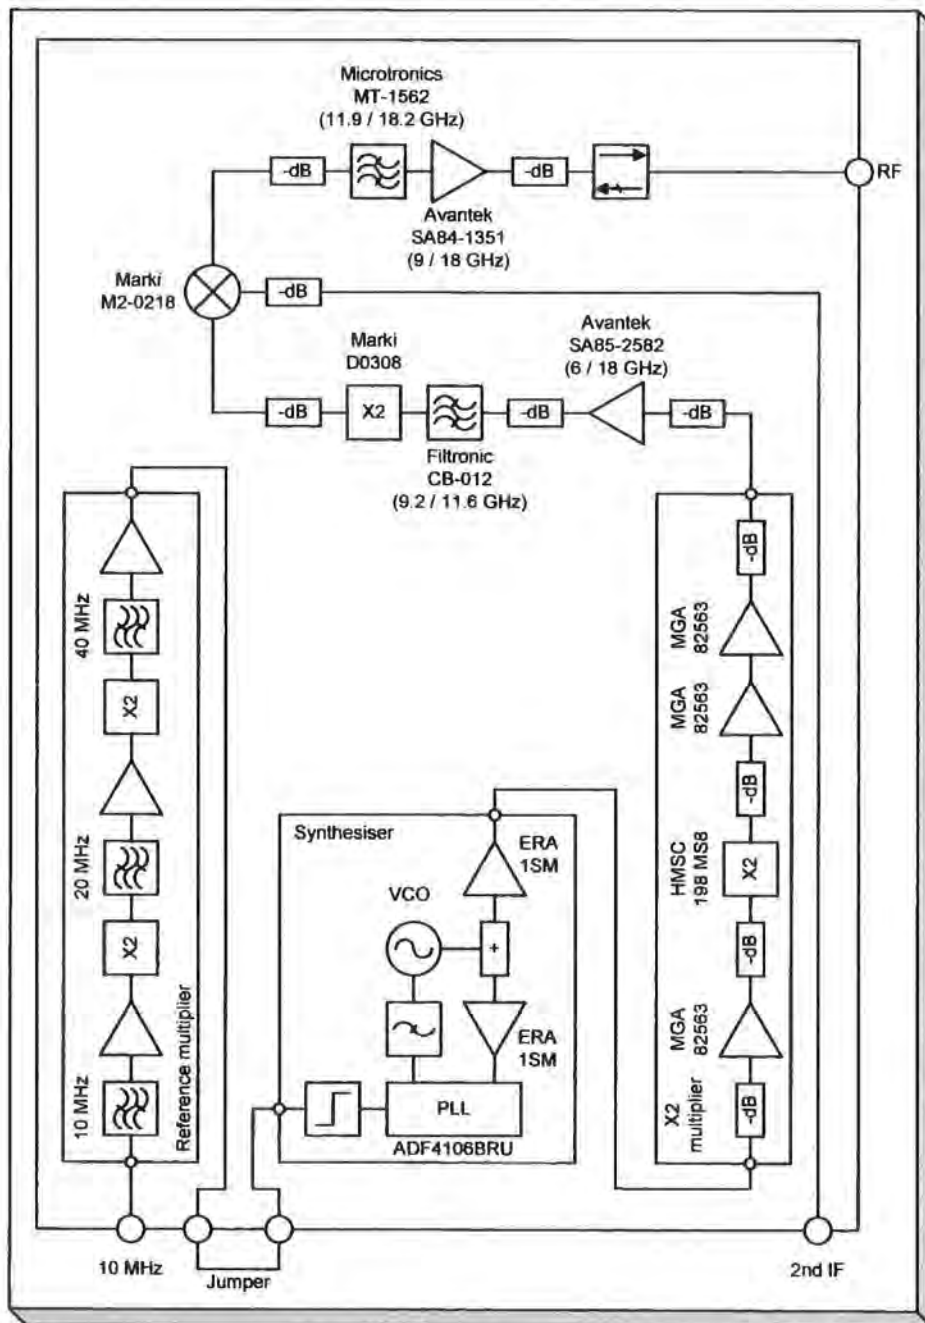 Microtronics
MT-1562
(11.9 / 18.2 GHz)
-dB
-dB
RF
Avantek
SA84-1351
(9 / 18 GHz)
Marki
M2-0218
-dB
Marki
D0308
Avantek
SA85-2582
(6 / 18 GHz)
-dB
X2
-dB
-dB
Filtronic
CB-012
(9.2 / 11.6 GHz)
40 MHz
X2
20 MHz
X2
10 MHz
Reference multiplier
Synthesiser
ERA
1SM
VCO
+
ERA
1SM
PLL
ADF4106BRU
-dB
MGA
82563
MGA
82563
-dB
HMSC
198 MS8
X2
-dB
MGA
82563
X2
multiplier
-dB
10 MHz
Jumper
2nd IF